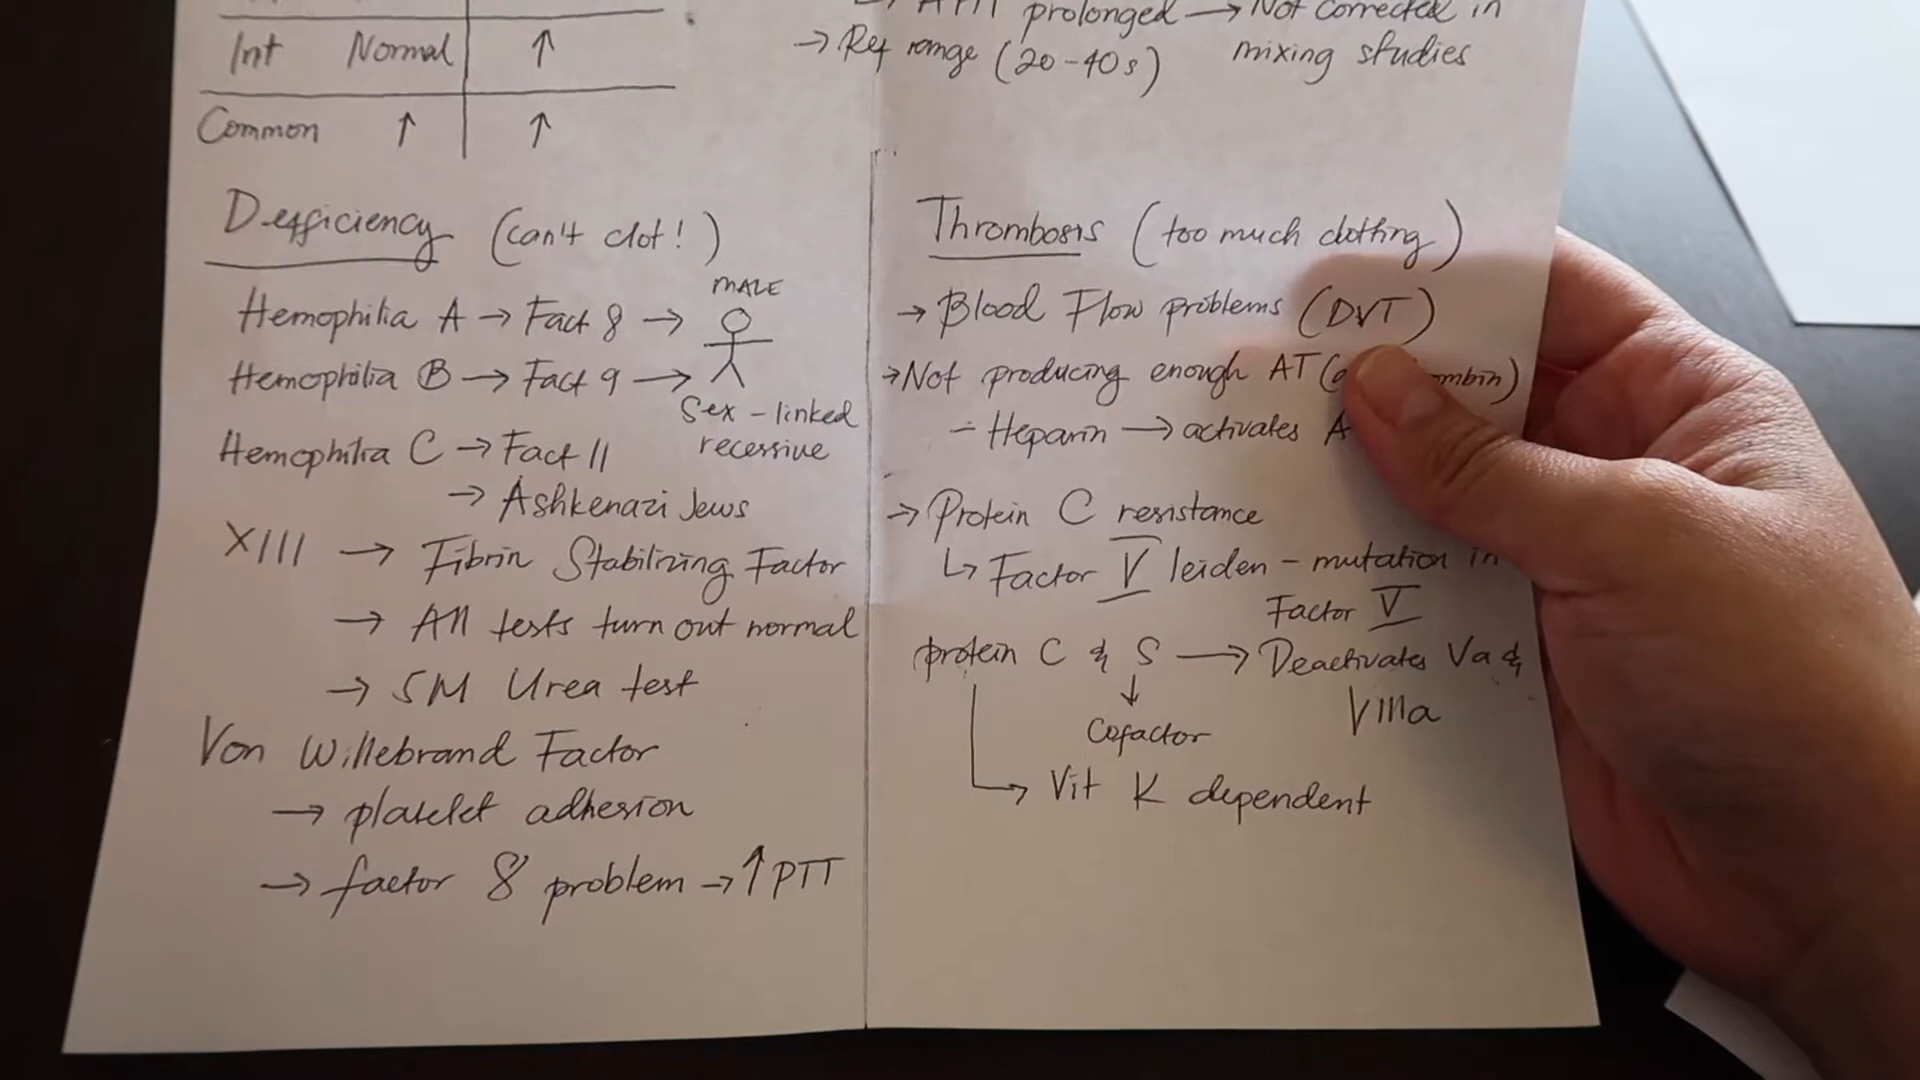 Int Normal ↑
Common ↑ ↑
prolonged → Not corrected in
mixing studies
→ Ref range (20-40s)
Defficiency (can't clot!)
MALE
Hemophilia A → Fact 8 →
Hemophilia B → Fact 9 →
Sex-linked
recessive
Hemophilia C → Fact 11
→ Ashkenazi Jews
XIII → Fibrin Stabilizing Factor
→ All tests turn out normal
→ 5M Urea test
Von Willebrand Factor
→ platelet adhesion
→ factor 8 problem → ↑ PTT
Thrombosis (too much clotting)
→ Blood Flow problems (DVT)
→ Not producing enough AT
- Heparin → activates
→ Protein C resistance
↳ Factor V leiden - mutation in
Factor V
protein C & S → Deactivates Va &
VIIIa
↓
Cofactor
→ Vit K dependent